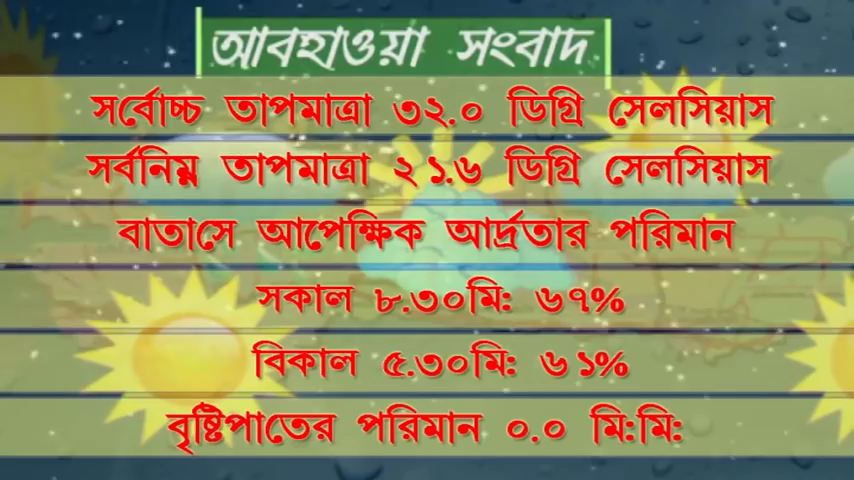 আবহাওয়া সংবাদ
সর্বোচ্চ তাপমাত্রা ৩২.০ ডিগ্রি সেলসিয়াস
সর্বনিম্ন তাপমাত্রা ২১.৬ ডিগ্রি সেলসিয়াস
বাতাসে আপেক্ষিক আর্দ্রতার পরিমান
সকাল ৮.৩০মি: ৬৭%
বিকাল ৫.৩০মি: ৬১%
বৃষ্টিপাতের পরিমান ০.০ মি:মি: